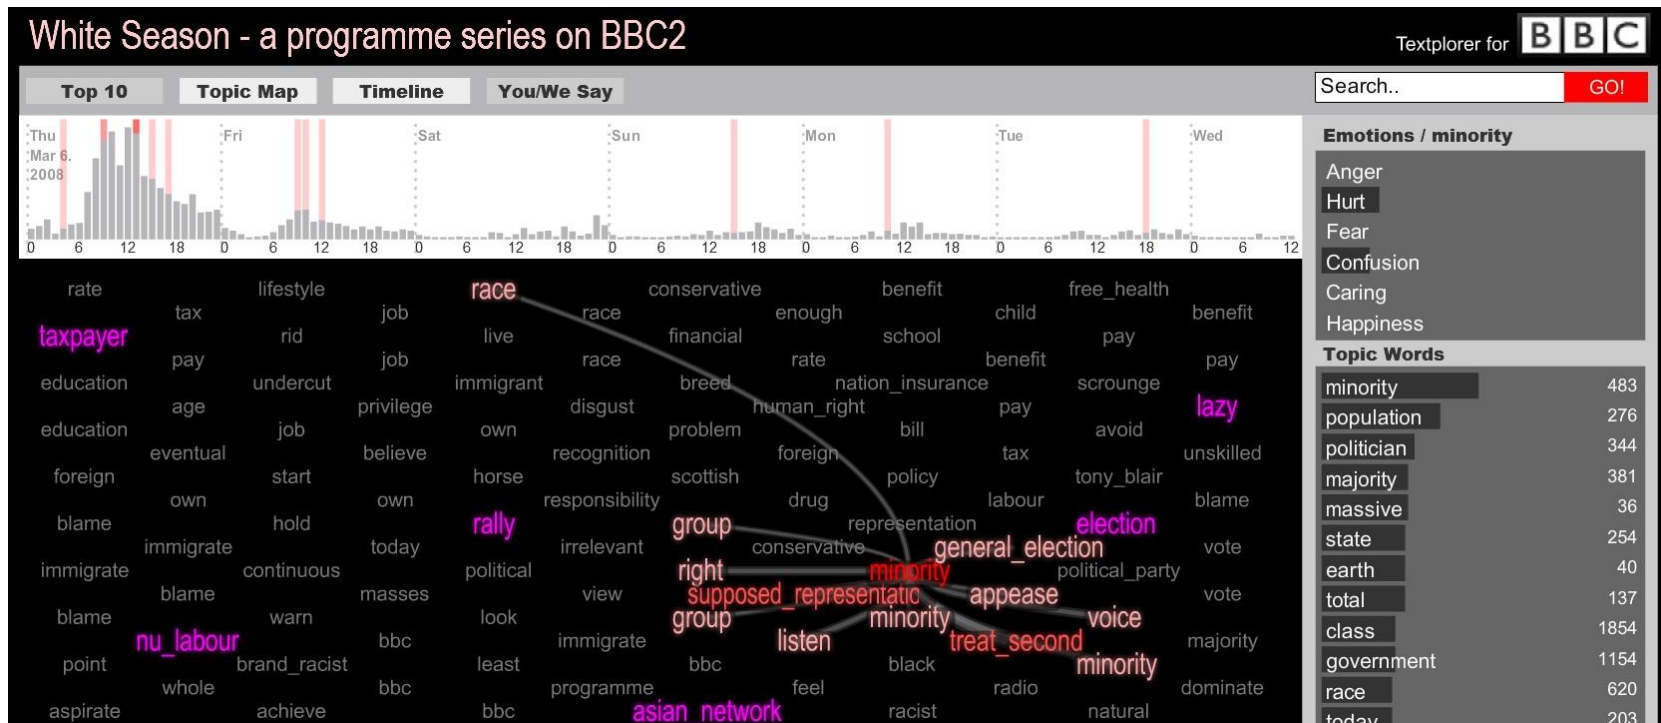 White Season - a programme series on BBC2
Textplorer for BBC
Top 10 Topic Map Timeline You/We Say
Search.. GO!
Thu Fri Sat Sun Mon Tue Wed
Mar 6.
2008
0 6 12 18 0 6 12 18 0 6 12 18 0 6 12 18 0 6 12 18 0 6 12 18 0 6 12
rate lifestyle race conservative benefit free_health
tax job race enough child benefit
taxpayer rid live financial school pay
pay job race rate benefit pay
education undercut immigrant breed nation_insurance scrounge
age privilege disgust human_right pay lazy
education job own problem bill avoid
eventual believe recognition foreign tax unskilled
foreign start horse scottish policy tony_blair
own own responsibility drug labour blame
blame hold rally group representation election
immigrate today irrelevant conservative general_election vote
immigrate continuous political right minority political_party
blame masses view supposed_representatic appease vote
blame warn look group minority voice
nu_labour bbc immigrate listen treat_second majority
point brand_racist least bbc black minority
whole bbc programme feel radio dominate
aspirate achieve bbc asian_network racist natural
Emotions / minority
Anger
Hurt
Fear
Confusion
Caring
Happiness
Topic Words
minority 483
population 276
politician 344
majority 381
massive 36
state 254
earth 40
total 137
class 1854
government 1154
race 620
today 203